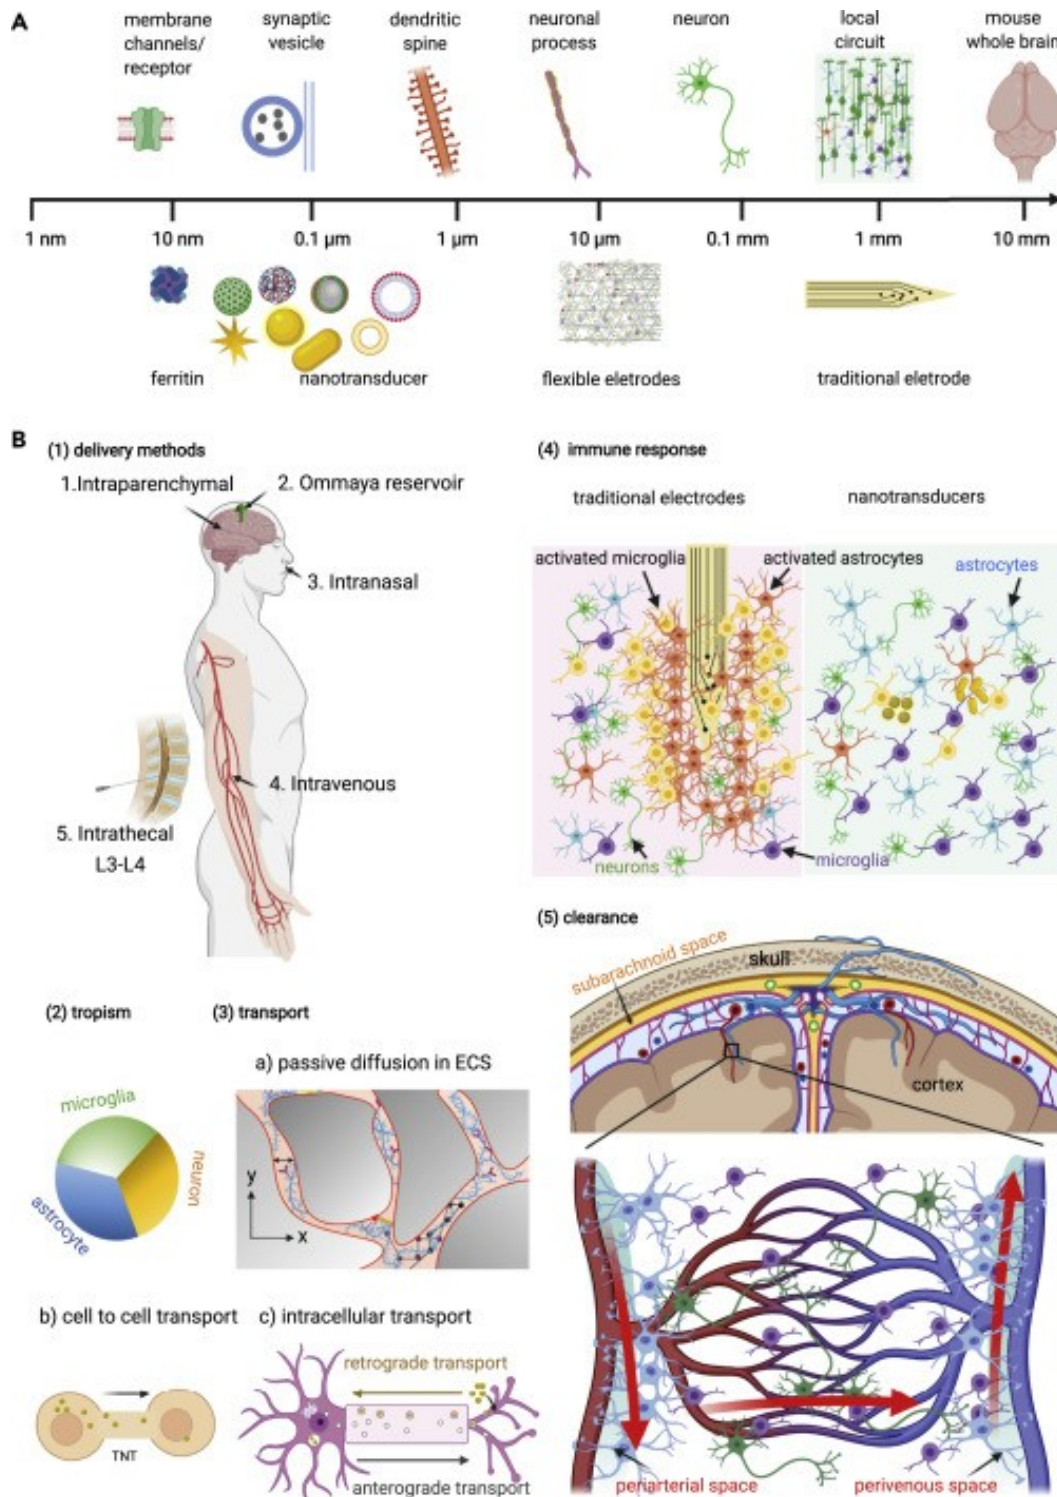 A
membrane
channels/
receptor
synaptic
vesicle
dendritic
spine
neuronal
process
neuron
local
circuit
mouse
whole brain
1 nm
10 nm
0.1 µm
1 µm
10 µm
0.1 mm
1 mm
10 mm
ferritin
nanotransducer
flexible eletrodes
traditional eletrode
B
(1) delivery methods
1.Intraparenchymal
2. Ommaya reservoir
3. Intranasal
4. Intravenous
5. Intrathecal
L3-L4
(2) tropism
microglia
neuron
astrocyte
(3) transport
a) passive diffusion in ECS
y
x
b) cell to cell transport
TNT
c) intracellular transport
retrograde transport
anterograde transport
(4) immune response
traditional electrodes
nanotransducers
activated microglia
activated astrocytes
astrocytes
neurons
microglia
(5) clearance
subarachnoid space
skull
cortex
periarterial space
perivenous space